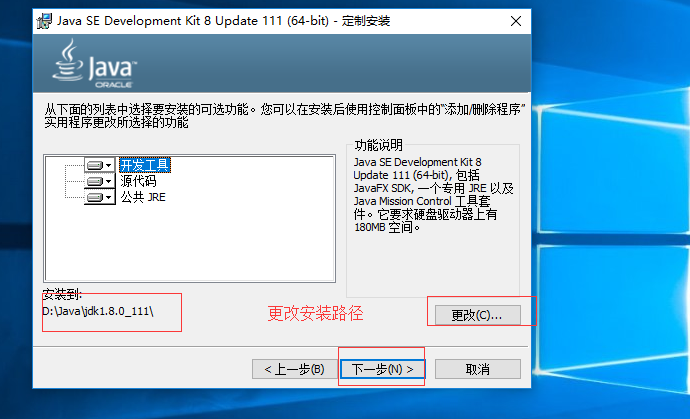 Java SE Development Kit 8 Update 111 (64-bit) - 定制安装
Java
ORACLE
从下面的列表中选择要安装的可选功能。您可以在安装后使用控制面板中的"添加/删除程序"
实用程序更改所选择的功能
开发工具
源代码
公共 JRE
功能说明
Java SE Development Kit 8
Update 111 (64-bit), 包括
JavaFX SDK, 一个专用 JRE 以及
Java Mission Control 工具套
件。它要求硬盘驱动器上有
180MB 空间。
安装到:
D:\Java\jdk1.8.0_111\
更改安装路径
更改(C)...
< 上一步(B)
下一步(N) >
取消